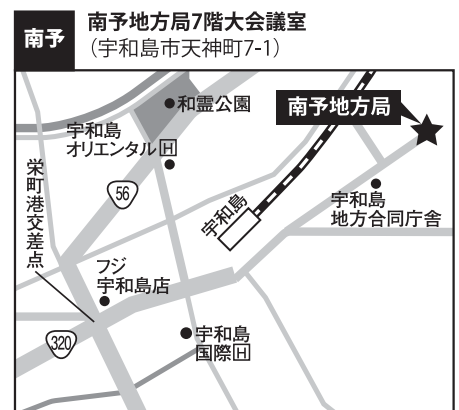 南予
南予地方局7階大会議室
(宇和島市天神町7-1)
和霊公園
南予地方局
宇和島
オリエンタルH
栄町港交差点
56
宇和島
宇和島
地方合同庁舎
フジ
宇和島店
320
宇和島
国際H